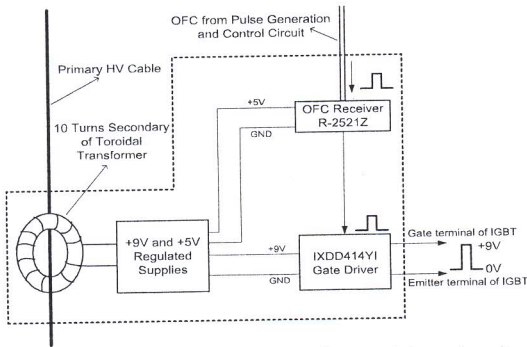 OFC from Pulse Generation
and Control Circuit
Primary HV Cable
+5V
OFC Receiver
R-2521Z
GND
10 Turns Secondary
of Toroidal
Transformer
+9V and +5V
Regulated
Supplies
+9V
GND
IXDD414YI
Gate Driver
Gate terminal of IGBT
+9V
0V
Emitter terminal of IGBT